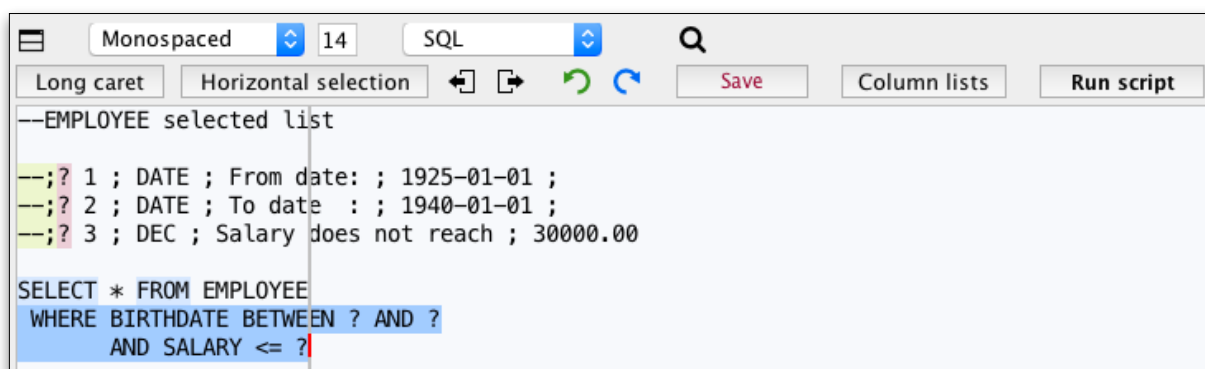 Monospaced 14 SQL
Long caret Horizontal selection Save Column lists Run script
--EMPLOYEE selected list
--;? 1 ; DATE ; From date: ; 1925-01-01 ;
--;? 2 ; DATE ; To date  : ; 1940-01-01 ;
--;? 3 ; DEC ; Salary does not reach ; 30000.00
SELECT * FROM EMPLOYEE
 WHERE BIRTHDATE BETWEEN ? AND ?
       AND SALARY <= ?